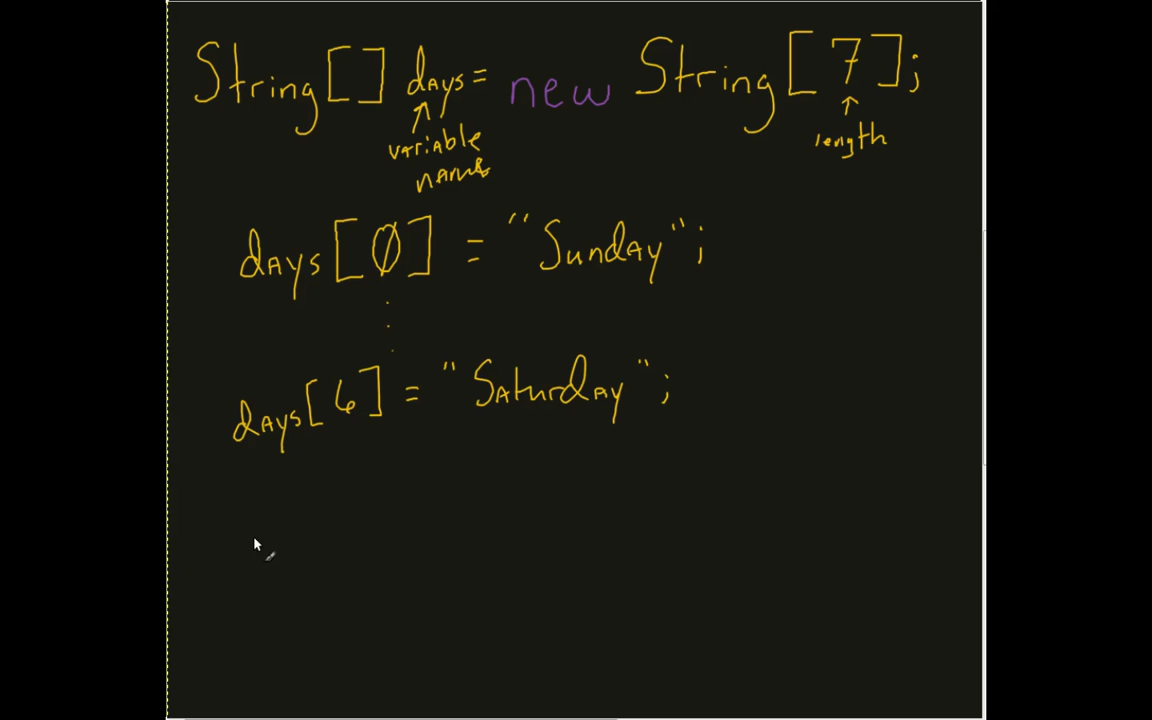 String[] days = new String[7];
variable
name
length
days[0] = "Sunday";
days[6] = "Saturday";